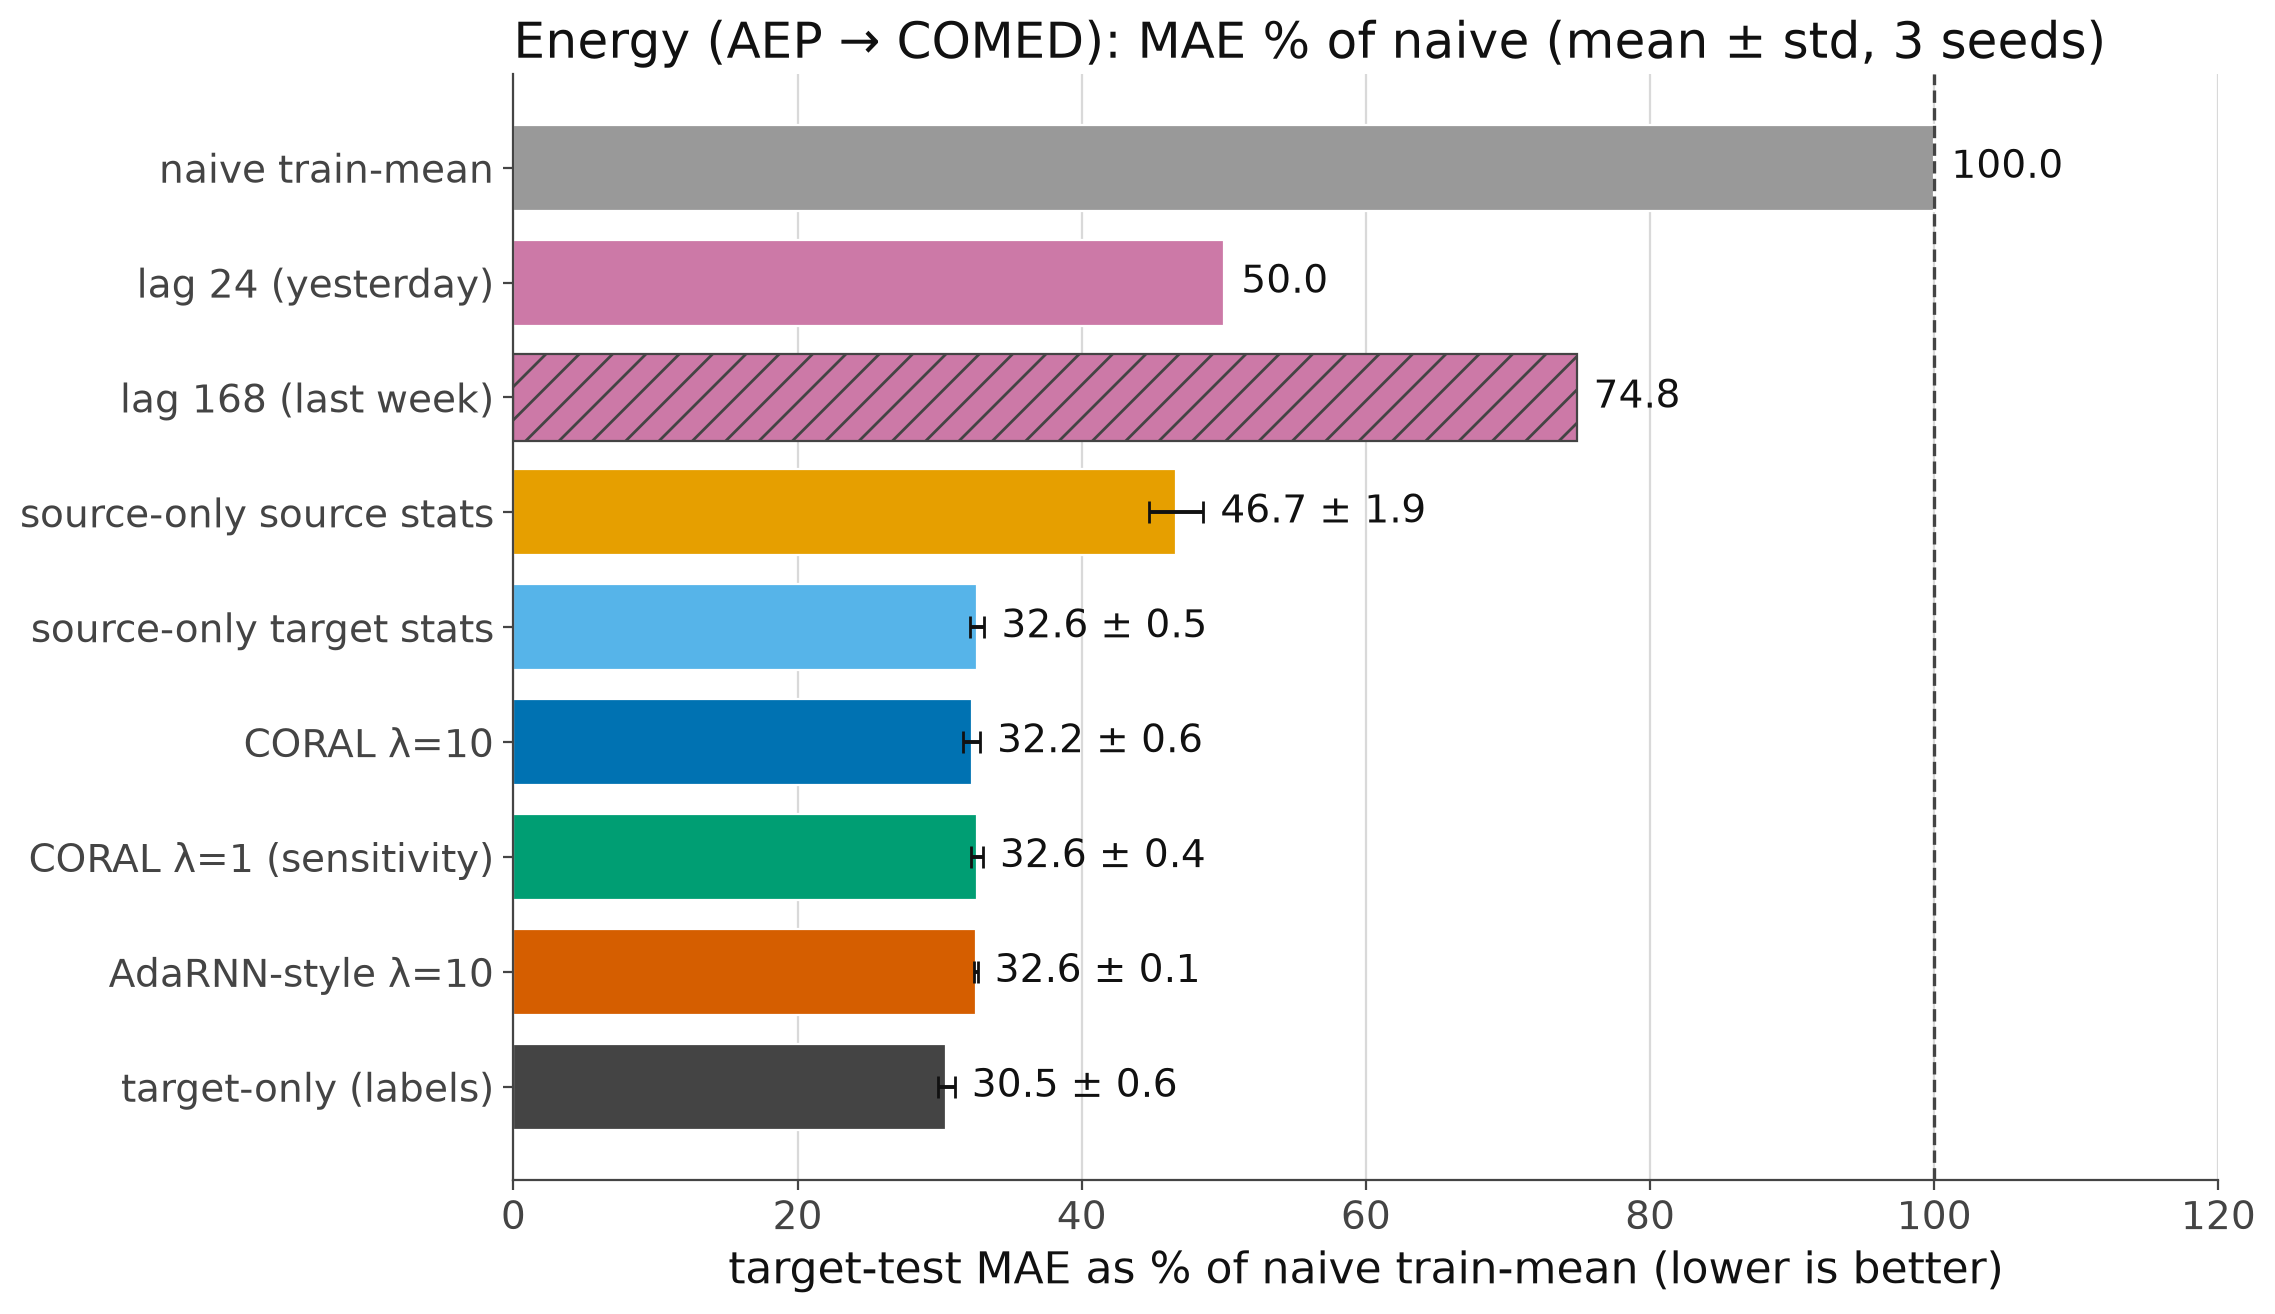 Energy (AEP → COMED): MAE % of naive (mean ± std, 3 seeds)
naive train-mean
100.0
lag 24 (yesterday)
50.0
lag 168 (last week)
74.8
source-only source stats
46.7 ± 1.9
source-only target stats
32.6 ± 0.5
CORAL λ=10
32.2 ± 0.6
CORAL λ=1 (sensitivity)
32.6 ± 0.4
AdaRNN-style λ=10
32.6 ± 0.1
target-only (labels)
30.5 ± 0.6
0 20 40 60 80 100 120
target-test MAE as % of naive train-mean (lower is better)